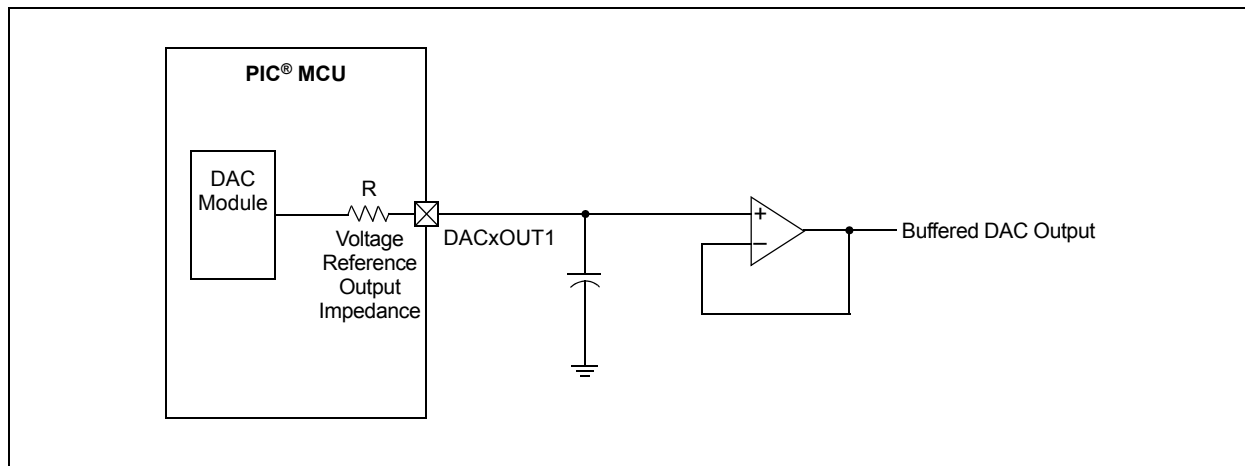 PIC® MCU
DAC
Module
R
Voltage
Reference
Output
Impedance
DACxOUT1
+
–
Buffered DAC Output